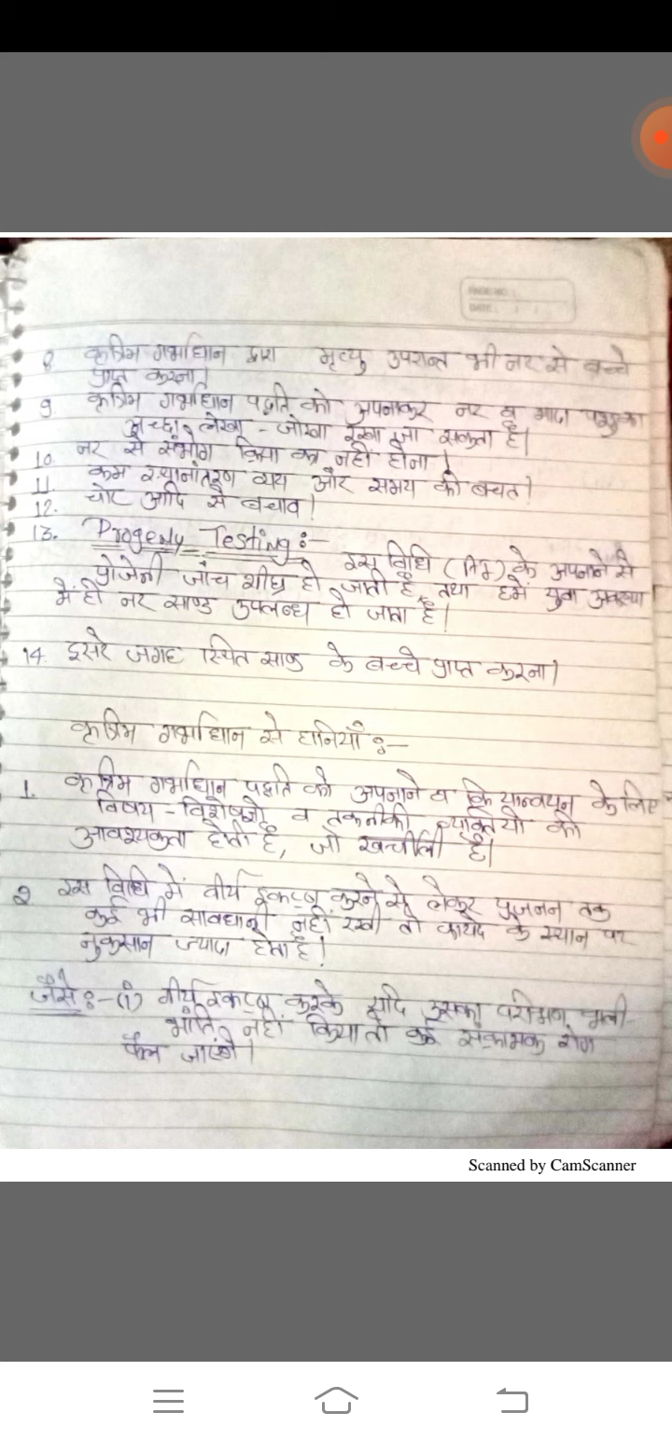 PAGE NO.:
DATE: / /
8 कृत्रिम गर्भाधान द्वारा मृत्यु उपरान्त भी नर से बच्चे
प्राप्त करना।
9 कृत्रिम गर्भाधान पद्धति को अपनाकर नर व मादा पशु का
अच्छा लेखा - जोखा रखा जा सकता है।
10. नर से संभोग क्रिया का नहीं होना।
11. कम स्थानांतरण व्यय और समय की बचत।
12. चोट आदि से बचाव।
13. Progeny Testing :- इस विधि (AI) के अपनाने से
प्रोजेनी जांच शीघ्र हो जाती है, तथा हमें युवा अवस्था
में ही नर साण्ड उपलब्ध हो जाता है।
14. दूसरे जगह स्थित साण्ड के बच्चे प्राप्त करना।
कृत्रिम गर्भाधान से हानियाँ :-
1. कृत्रिम गर्भाधान पद्धति को अपनाने व क्रियान्वयन के लिए
विषय - विशेषज्ञो व तकनीकी व्यक्तियों की
आवश्यकता होती है, जो खर्चीली है।
2 इस विधि में वीर्य इकट्ठा करने से लेकर प्रजनन तक
कुई भी सावधानी नहीं रखी तो फायदे के स्थान पर
नुकसान ज्यादा होता है।
जैसे :- (i) वीर्य इकट्ठा करके यदि उसका परीक्षण भली
भांति नहीं किया तो कई संक्रामक रोग
फैल जाएंगे।
Scanned by CamScanner